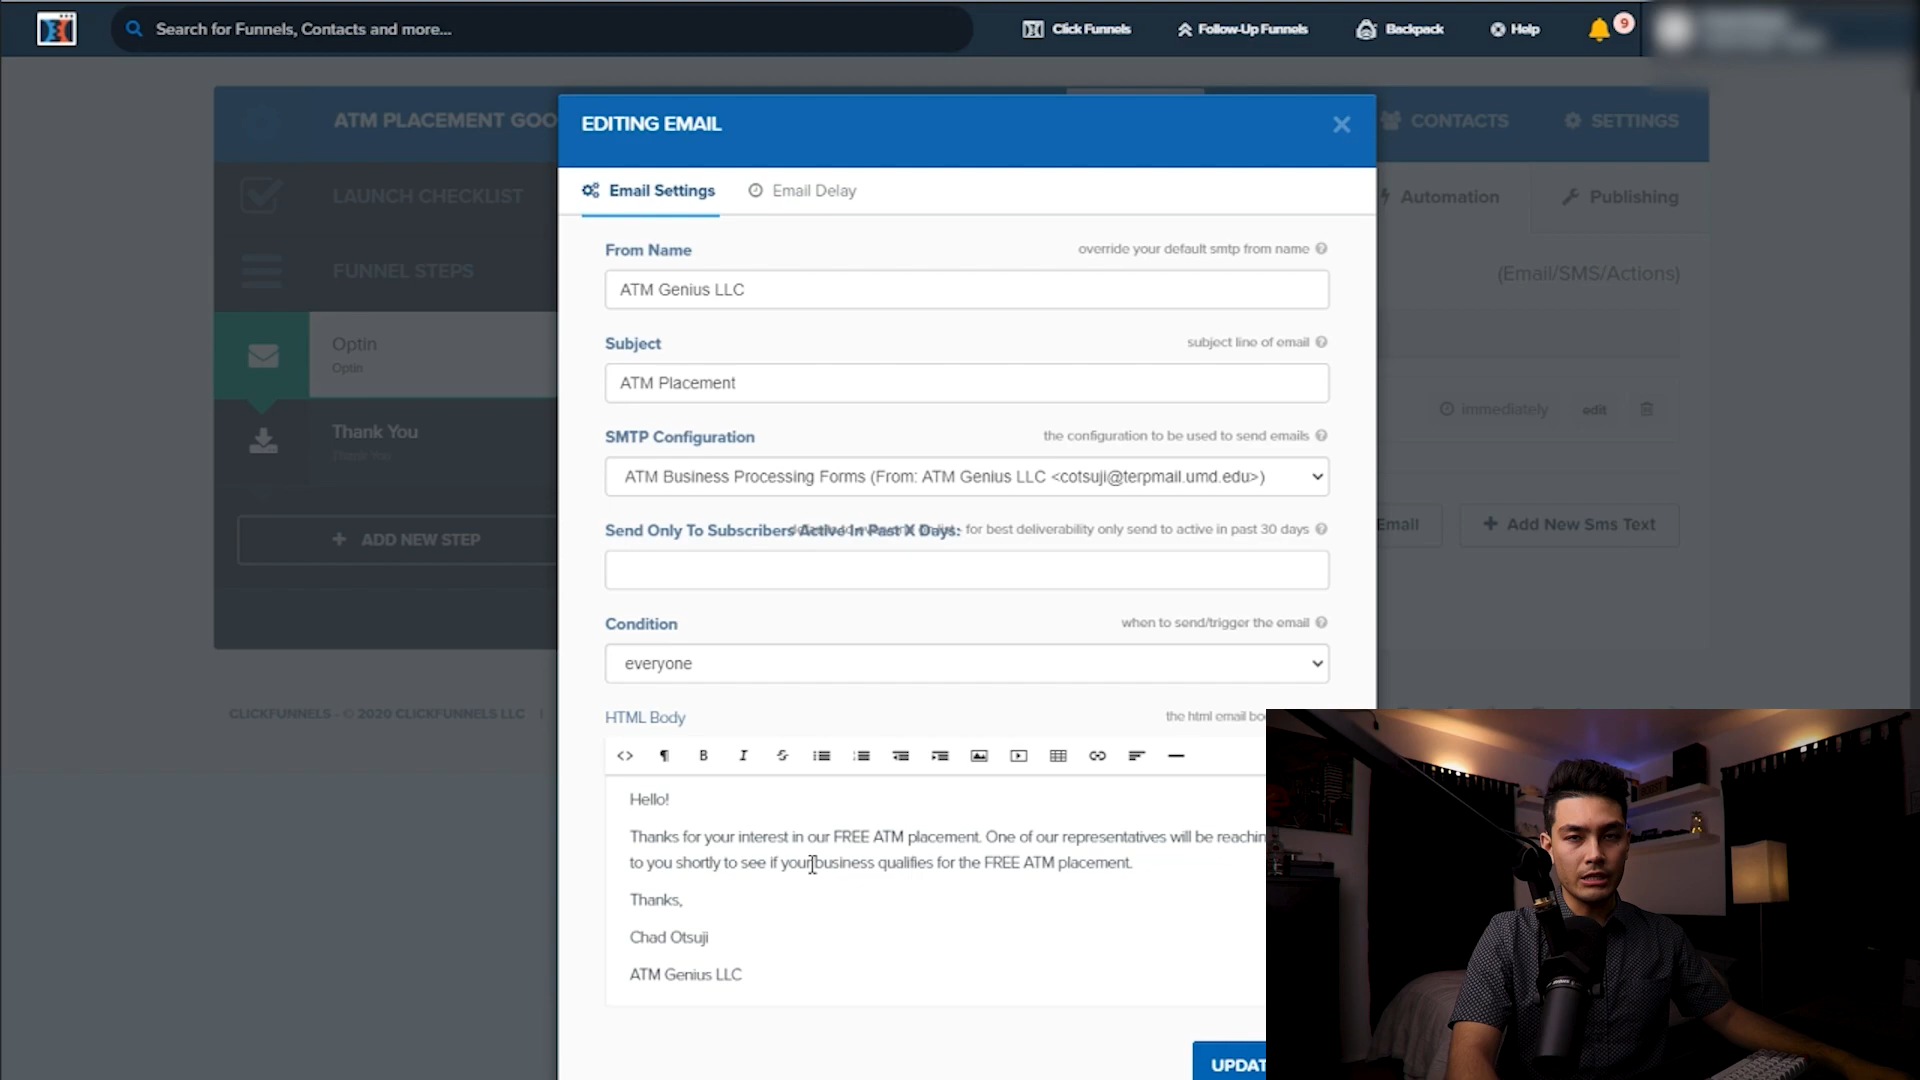 Search for Funnels, Contacts and more...
Click Funnels
Follow-Up Funnels
Backpack
Help
9
ATM PLACEMENT GOO
CONTACTS
SETTINGS
EDITING EMAIL
Email Settings
Email Delay
LAUNCH CHECKLIST
Automation
Publishing
From Name
override your default smtp from name
ATM Genius LLC
FUNNEL STEPS
(Email/SMS/Actions)
Subject
subject line of email
ATM Placement
Optin
Optin
immediately
edit
SMTP Configuration
the configuration to be used to send emails
ATM Business Processing Forms (From: ATM Genius LLC <cotsuji@terpmail.umd.edu>)
Thank You
Thank You
Send Only To Subscribers Active In Past X Days:
- for best deliverability only send to active in past 30 days
Email
+ Add New Sms Text
+ ADD NEW STEP
Condition
when to send/trigger the email
everyone
CLICKFUNNELS - © 2020 CLICKFUNNELS LLC |
HTML Body
the html email bo
Hello!
Thanks for your interest in our FREE ATM placement. One of our representatives will be reachin
to you shortly to see if your business qualifies for the FREE ATM placement.
Thanks,
Chad Otsuji
ATM Genius LLC
UPDAT